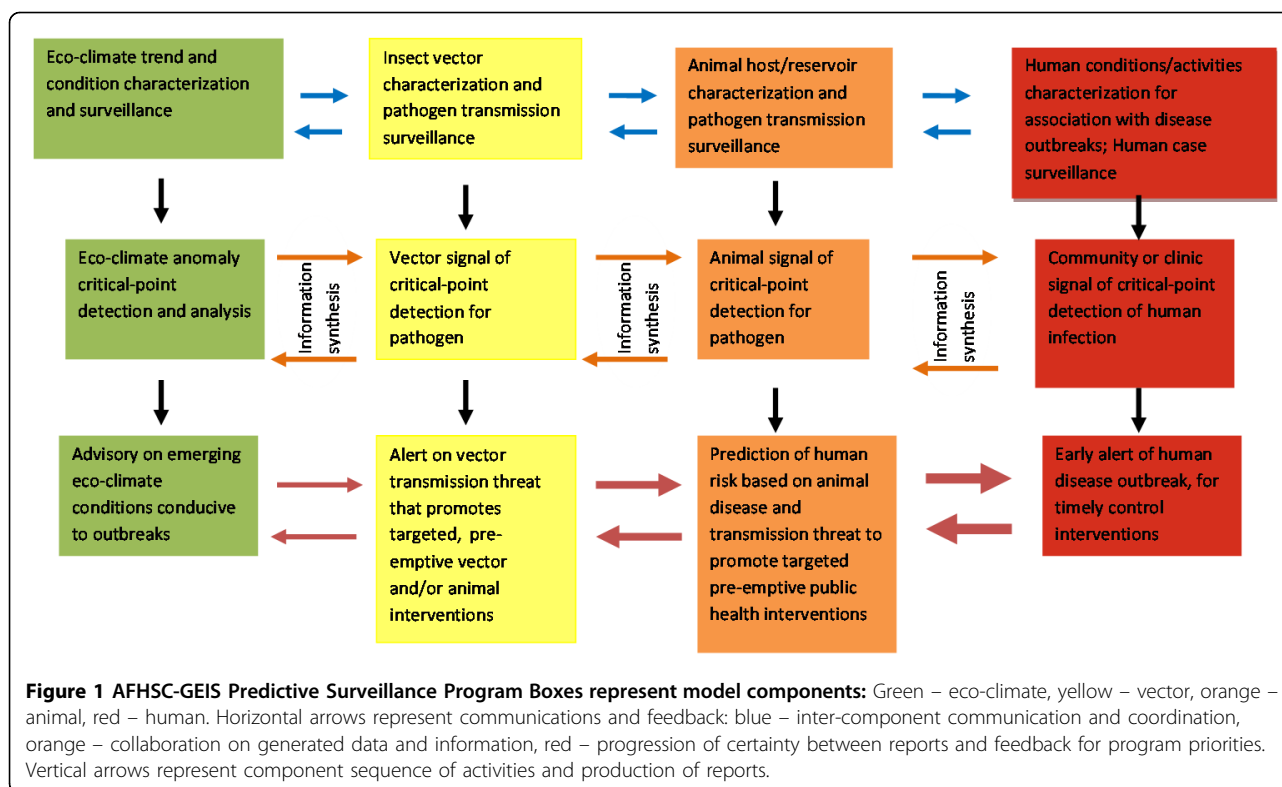 Eco-climate trend and
condition characterization
and surveillance
Insect vector
characterization and
pathogen transmission
surveillance
Animal host/reservoir
characterization and
pathogen transmission
surveillance
Human conditions/activities
characterization for
association with disease
outbreaks; Human case
surveillance
Eco-climate anomaly
critical-point
detection and analysis
Information
synthesis
Vector signal of
critical-point
detection for
pathogen
Information
synthesis
Animal signal of
critical-point
detection for
pathogen
Information
synthesis
Community or clinic
signal of critical-point
detection of human
infection
Advisory on emerging
eco-climate
conditions conducive
to outbreaks
Alert on vector
transmission threat
that promotes
targeted, pre-
emptive vector
and/or animal
interventions
Prediction of human
risk based on animal
disease and
transmission threat to
promote targeted
pre-emptive public
health interventions
Early alert of human
disease outbreak, for
timely control
interventions
Figure 1 AFHSC-GEIS Predictive Surveillance Program Boxes represent model components: Green – eco-climate, yellow – vector, orange –
animal, red – human. Horizontal arrows represent communications and feedback: blue – inter-component communication and coordination,
orange – collaboration on generated data and information, red – progression of certainty between reports and feedback for program priorities.
Vertical arrows represent component sequence of activities and production of reports.